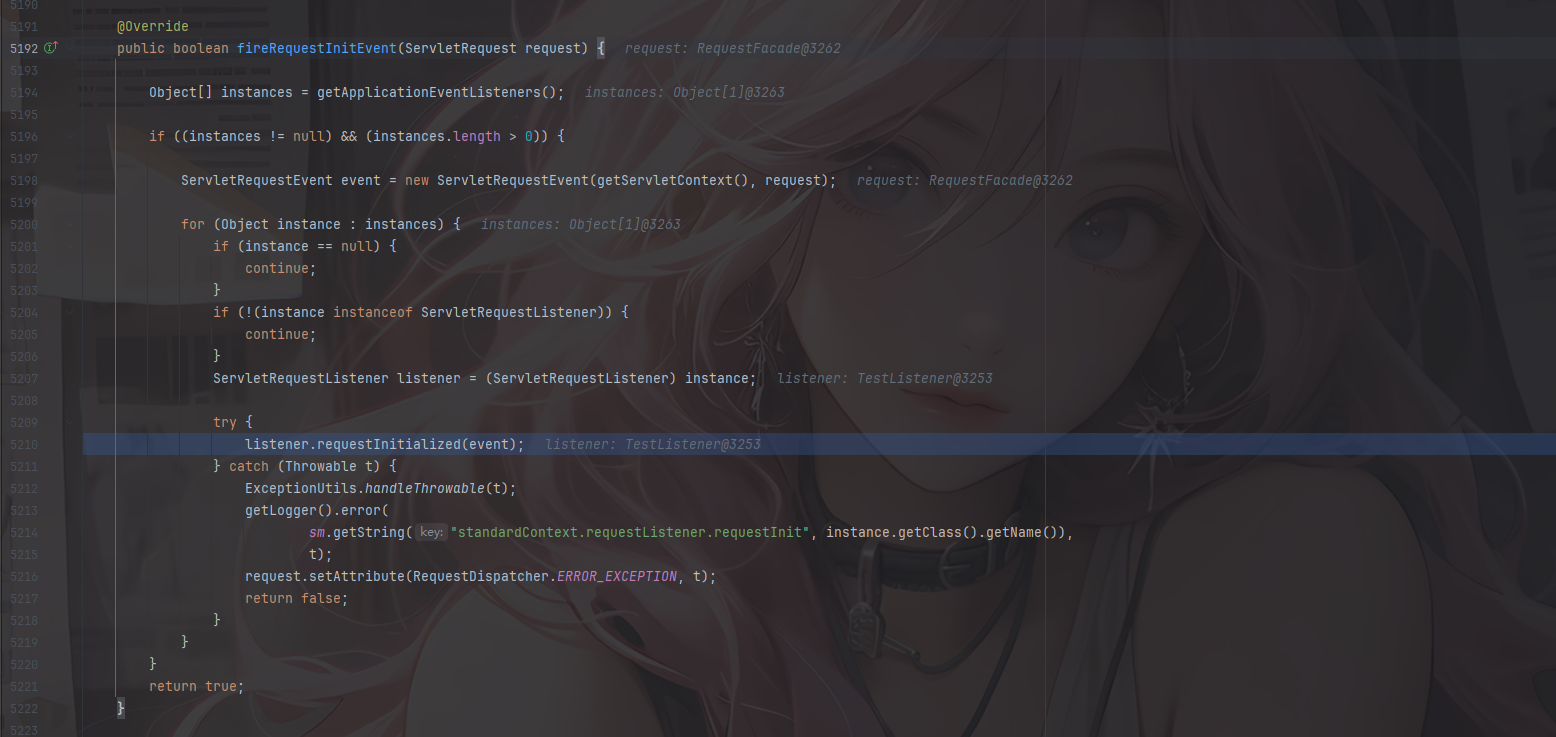 5190
5191 @Override
5192 public boolean fireRequestInitEvent(ServletRequest request) { request: RequestFacade@3262
5193
5194 Object[] instances = getApplicationEventListeners(); instances: Object[1]@3263
5195
5196 if ((instances != null) && (instances.length > 0)) {
5197
5198 ServletRequestEvent event = new ServletRequestEvent(getServletContext(), request); request: RequestFacade@3262
5199
5200 for (Object instance : instances) { instances: Object[1]@3263
5201 if (instance == null) {
5202 continue;
5203 }
5204 if (!(instance instanceof ServletRequestListener)) {
5205 continue;
5206 }
5207 ServletRequestListener listener = (ServletRequestListener) instance; listener: TestListener@3253
5208
5209 try {
5210 listener.requestInitialized(event); listener: TestListener@3253
5211 } catch (Throwable t) {
5212 ExceptionUtils.handleThrowable(t);
5213 getLogger().error(
5214 sm.getString( key: "standardContext.requestListener.requestInit", instance.getClass().getName()),
5215 t);
5216 request.setAttribute(RequestDispatcher.ERROR_EXCEPTION, t);
5217 return false;
5218 }
5219 }
5220 }
5221 return true;
5222 }
5223